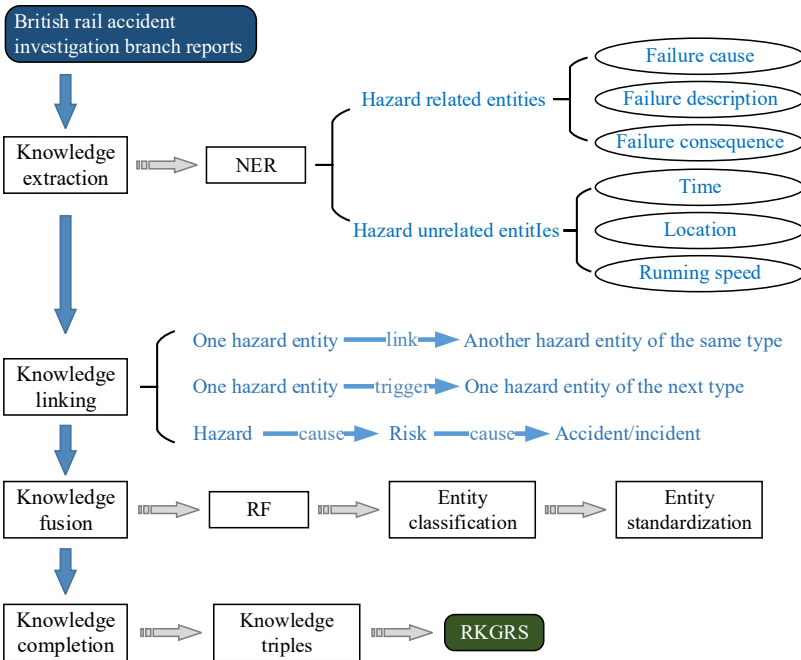 British rail accident
investigation branch reports
Failure cause
Hazard related entities
Failure description
Failure consequence
Knowledge
extraction
NER
Time
Hazard unrelated entitIes
Location
Running speed
One hazard entity link Another hazard entity of the same type
Knowledge
linking
One hazard entity trigger One hazard entity of the next type
Hazard cause Risk cause Accident/incident
Knowledge
fusion
RF
Entity
classification
Entity
standardization
Knowledge
completion
Knowledge
triples
RKGRS